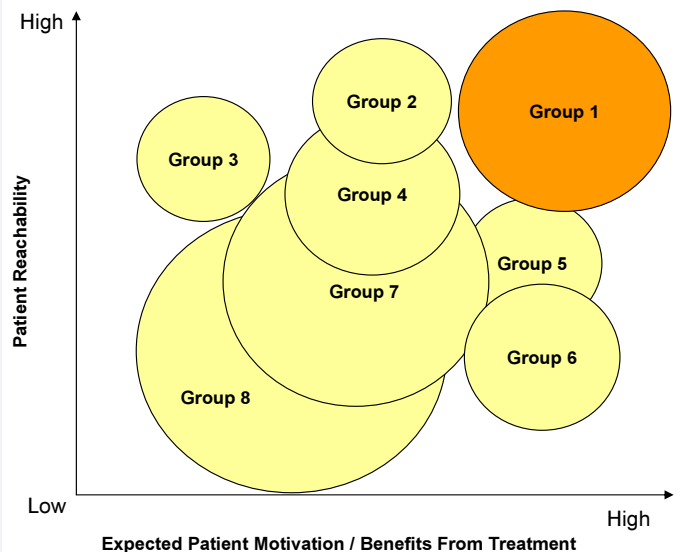 High
Group 2
Group 1
Group 3
Group 4
Group 5
Group 7
Group 6
Group 8
Patient Reachability
Low
High
Expected Patient Motivation / Benefits From Treatment